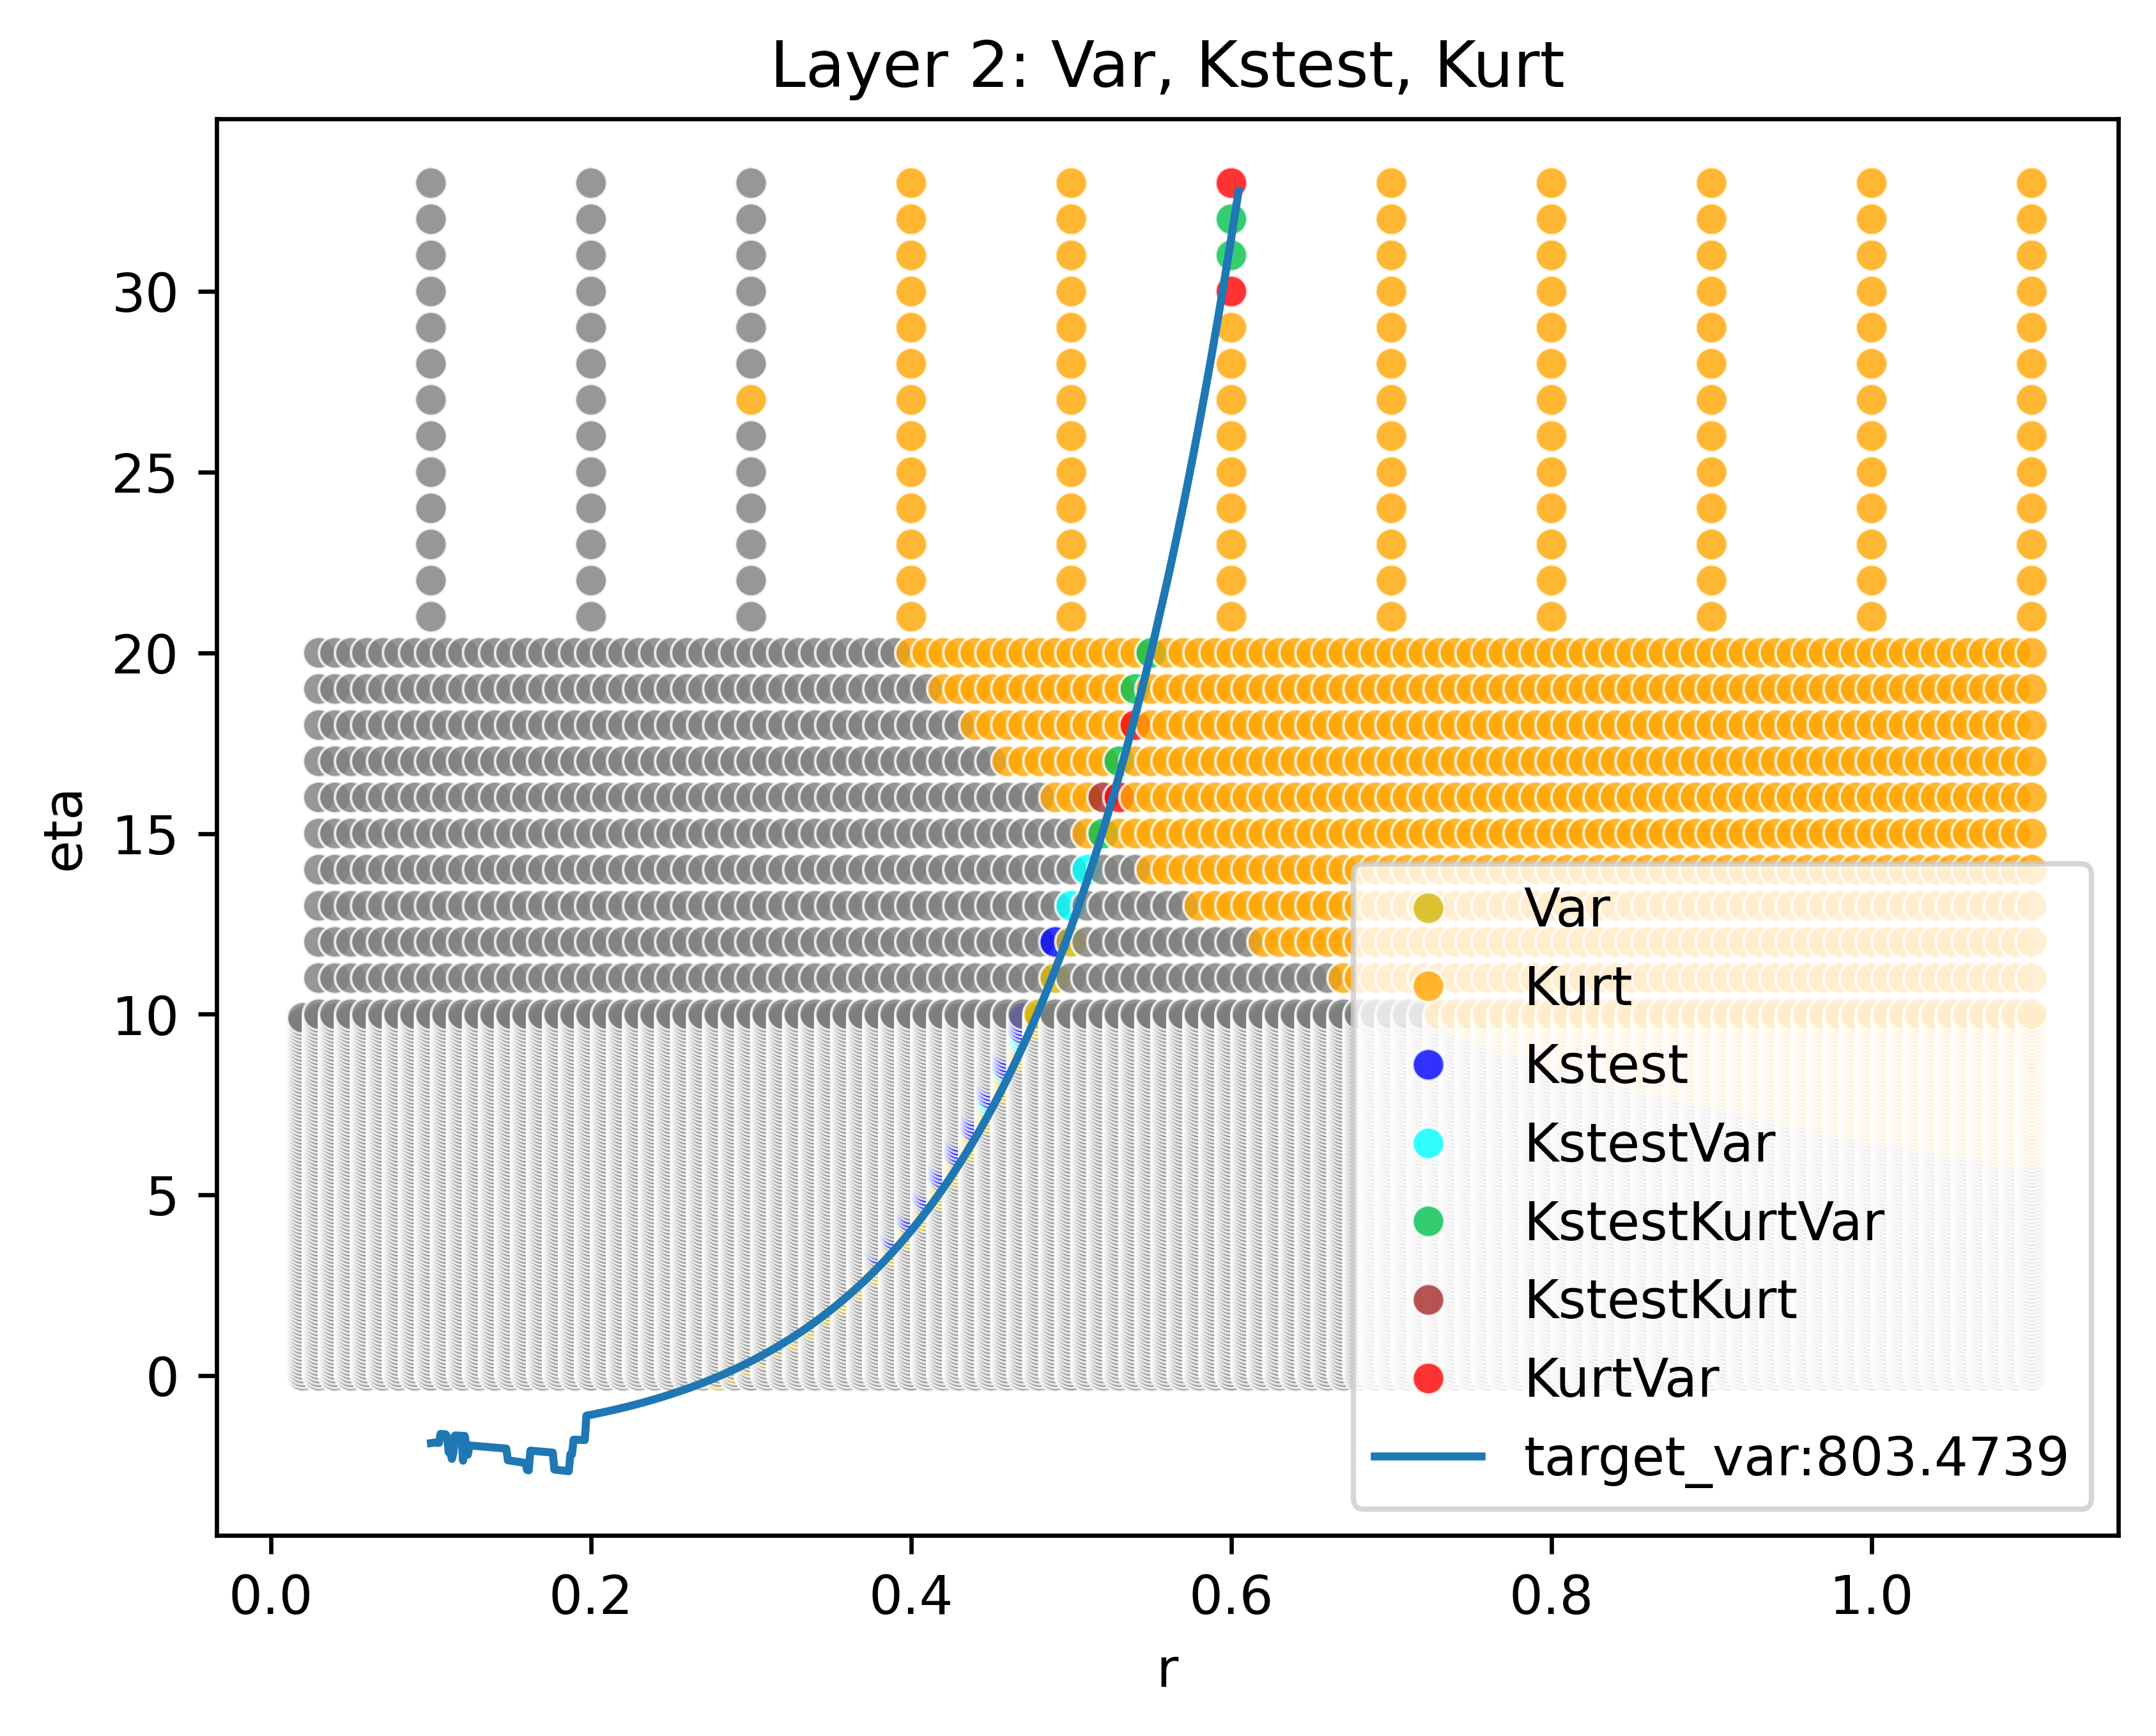 Layer 2: Var, Kstest, Kurt
eta
30
25
20
15
10
5
0
Var
Kurt
Kstest
KstestVar
KstestKurtVar
KstestKurt
KurtVar
target_var:803.4739
0.0 0.2 0.4 0.6 0.8 1.0
r